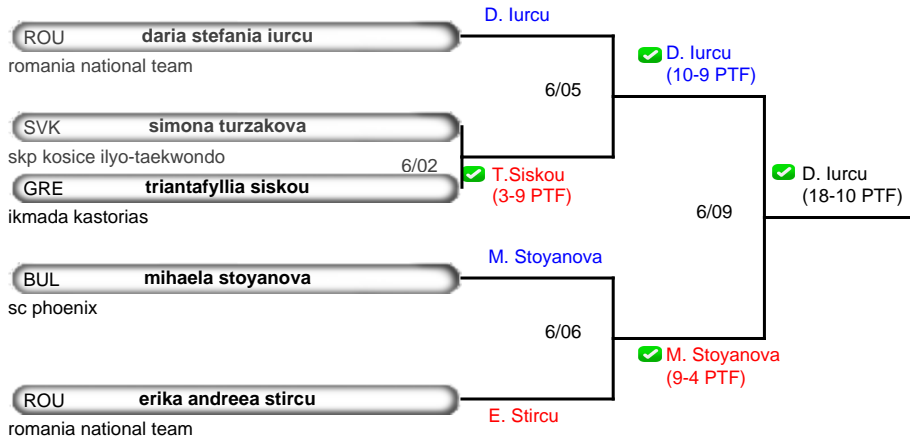 D. Iurcu
ROU daria stefania iurcu
romania national team
D. Iurcu
(10-9 PTF)
6/05
SVK simona turzakova
skp kosice ilyo-taekwondo
6/02
GRE triantafyllia siskou
ikmada kastorias
T.Siskou
(3-9 PTF)
D. Iurcu
(18-10 PTF)
6/09
M. Stoyanova
BUL mihaela stoyanova
sc phoenix
6/06
M. Stoyanova
(9-4 PTF)
ROU erika andreea stircu
romania national team
E. Stircu